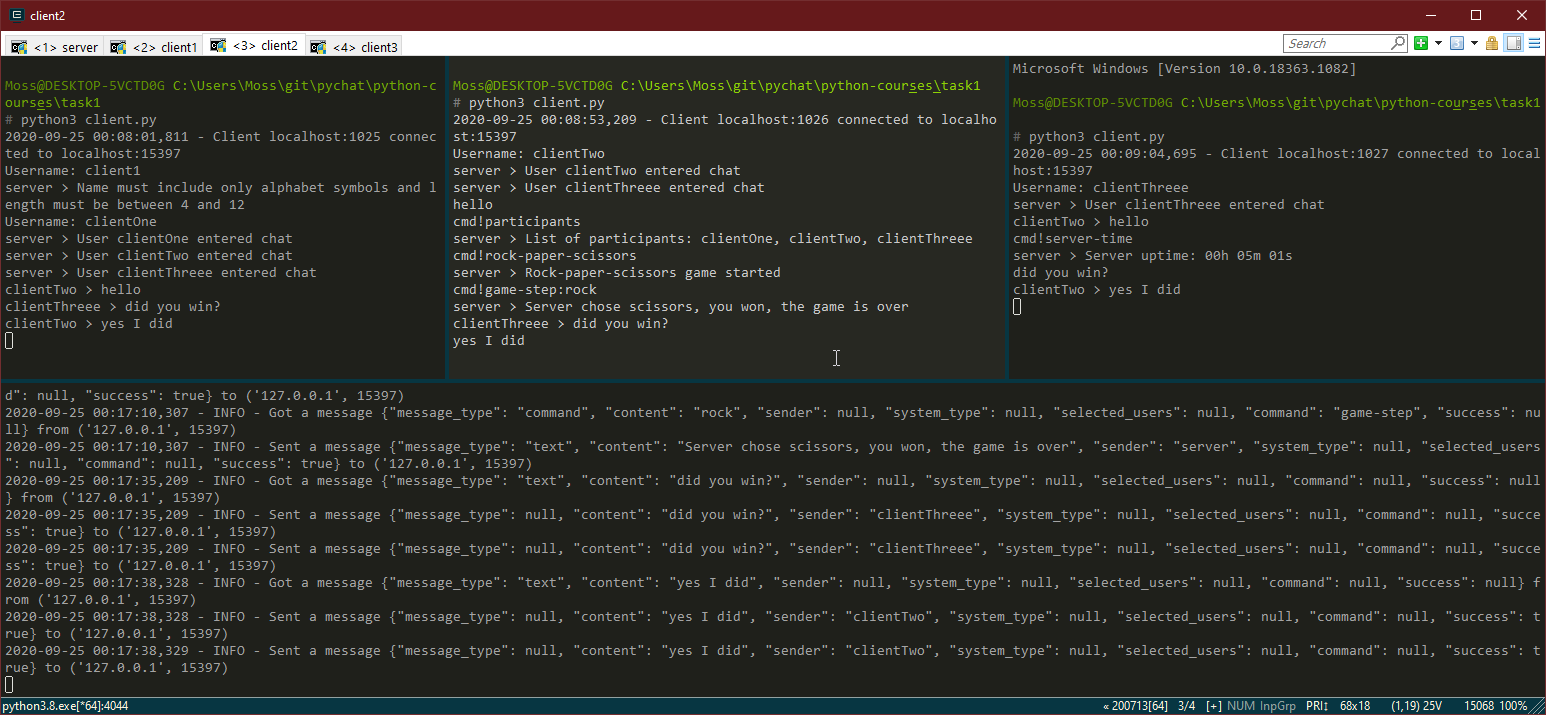 client2
<1> server
<2> client1
<3> client2
<4> client3
Search
Moss@DESKTOP-5VCTD0G C:\Users\Moss\git\pychat\python-c
ourses\task1
# python3 client.py
2020-09-25 00:08:01,811 - Client localhost:1025 connec
ted to localhost:15397
Username: client1
server > Name must include only alphabet symbols and l
ength must be between 4 and 12
Username: clientOne
server > User clientOne entered chat
server > User clientTwo entered chat
server > User clientThreee entered chat
clientTwo > hello
clientThreee > did you win?
clientTwo > yes I did
Moss@DESKTOP-5VCTD0G C:\Users\Moss\git\pychat\python-courses\task1
# python3 client.py
2020-09-25 00:08:53,209 - Client localhost:1026 connected to localho
st:15397
Username: clientTwo
server > User clientTwo entered chat
server > User clientThreee entered chat
hello
cmd!participants
server > List of participants: clientOne, clientTwo, clientThreee
cmd!rock-paper-scissors
server > Rock-paper-scissors game started
cmd!game-step:rock
server > Server chose scissors, you won, the game is over
clientThreee > did you win?
yes I did
Microsoft Windows [Version 10.0.18363.1082]
Moss@DESKTOP-5VCTD0G C:\Users\Moss\git\pychat\python-courses\task1
# python3 client.py
2020-09-25 00:09:04,695 - Client localhost:1027 connected to local
host:15397
Username: clientThreee
server > User clientThreee entered chat
clientTwo > hello
cmd!server-time
server > Server uptime: 00h 05m 01s
did you win?
clientTwo > yes I did
d": null, "success": true} to ('127.0.0.1', 15397)
2020-09-25 00:17:10,307 - INFO - Got a message {"message_type": "command", "content": "rock", "sender": null, "system_type": null, "selected_users": null, "command": "game-step", "success": nu
ll} from ('127.0.0.1', 15397)
2020-09-25 00:17:10,307 - INFO - Sent a message {"message_type": "text", "content": "Server chose scissors, you won, the game is over", "sender": "server", "system_type": null, "selected_users
": null, "command": null, "success": true} to ('127.0.0.1', 15397)
2020-09-25 00:17:35,209 - INFO - Got a message {"message_type": "text", "content": "did you win?", "sender": null, "system_type": null, "selected_users": null, "command": null, "success": null
} from ('127.0.0.1', 15397)
2020-09-25 00:17:35,209 - INFO - Sent a message {"message_type": null, "content": "did you win?", "sender": "clientThreee", "system_type": null, "selected_users": null, "command": null, "succe
ss": true} to ('127.0.0.1', 15397)
2020-09-25 00:17:35,209 - INFO - Sent a message {"message_type": null, "content": "did you win?", "sender": "clientThreee", "system_type": null, "selected_users": null, "command": null, "succe
ss": true} to ('127.0.0.1', 15397)
2020-09-25 00:17:38,328 - INFO - Got a message {"message_type": "text", "content": "yes I did", "sender": null, "system_type": null, "selected_users": null, "command": null, "success": null} f
rom ('127.0.0.1', 15397)
2020-09-25 00:17:38,328 - INFO - Sent a message {"message_type": null, "content": "yes I did", "sender": "clientTwo", "system_type": null, "selected_users": null, "command": null, "success": t
rue} to ('127.0.0.1', 15397)
2020-09-25 00:17:38,329 - INFO - Sent a message {"message_type": null, "content": "yes I did", "sender": "clientTwo", "system_type": null, "selected_users": null, "command": null, "success": t
rue} to ('127.0.0.1', 15397)
python3.8.exe[*64]:4044
« 200713[64] 3/4 [+] NUM InpGrp PRI↕ 68x18 (1,19) 25V 15068 100%